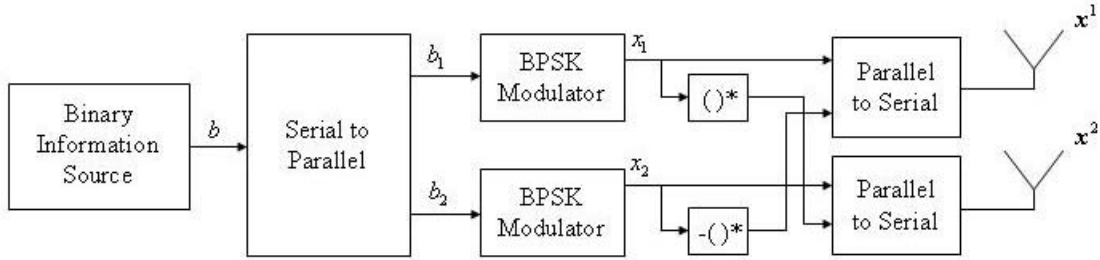 Binary
Information
Source
b
Serial to
Parallel
b₁
BPSK
Modulator
x₁
( )*
Parallel
to Serial
x¹
b₂
BPSK
Modulator
x₂
-( )*
Parallel
to Serial
x²